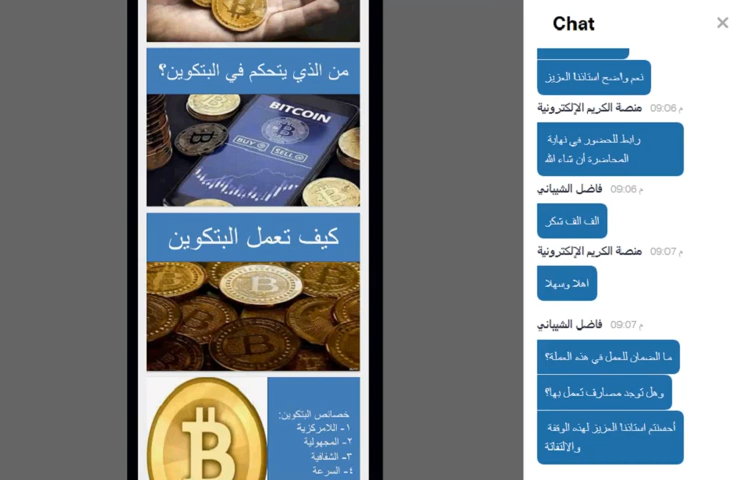 من الذي يتحكم في البتكوين؟
BITCOIN
BUY
SELL
كيف تعمل البتكوين
خصائص البتكوين:
١- اللامركزية
٢- المجهولية
٣- الشفافية
٤- السرعة
Chat
نعم واضح استاذنا العزيز
منصة الكريم الإلكترونية 09:06 م
رابط للحضور في نهاية
المحاضرة أن شاء الله
فاضل الشيباني 09:06 م
الف الف شكر
منصة الكريم الإلكترونية 09:07 م
اهلا وسهلا
فاضل الشيباني 09:07 م
ما الضمان للعمل في هذه العملة؟
وهل توجد مصارف تعمل بها؟
أحسنتم استاذنا العزيز لهذه الوقفة
والالتفاتة